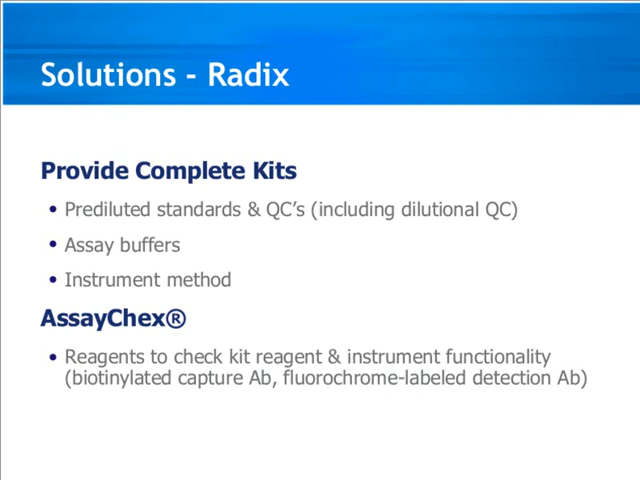 Solutions - Radix
Provide Complete Kits
• Prediluted standards & QC's (including dilutional QC)
• Assay buffers
• Instrument method
AssayChex®
• Reagents to check kit reagent & instrument functionality
(biotinylated capture Ab, fluorochrome-labeled detection Ab)